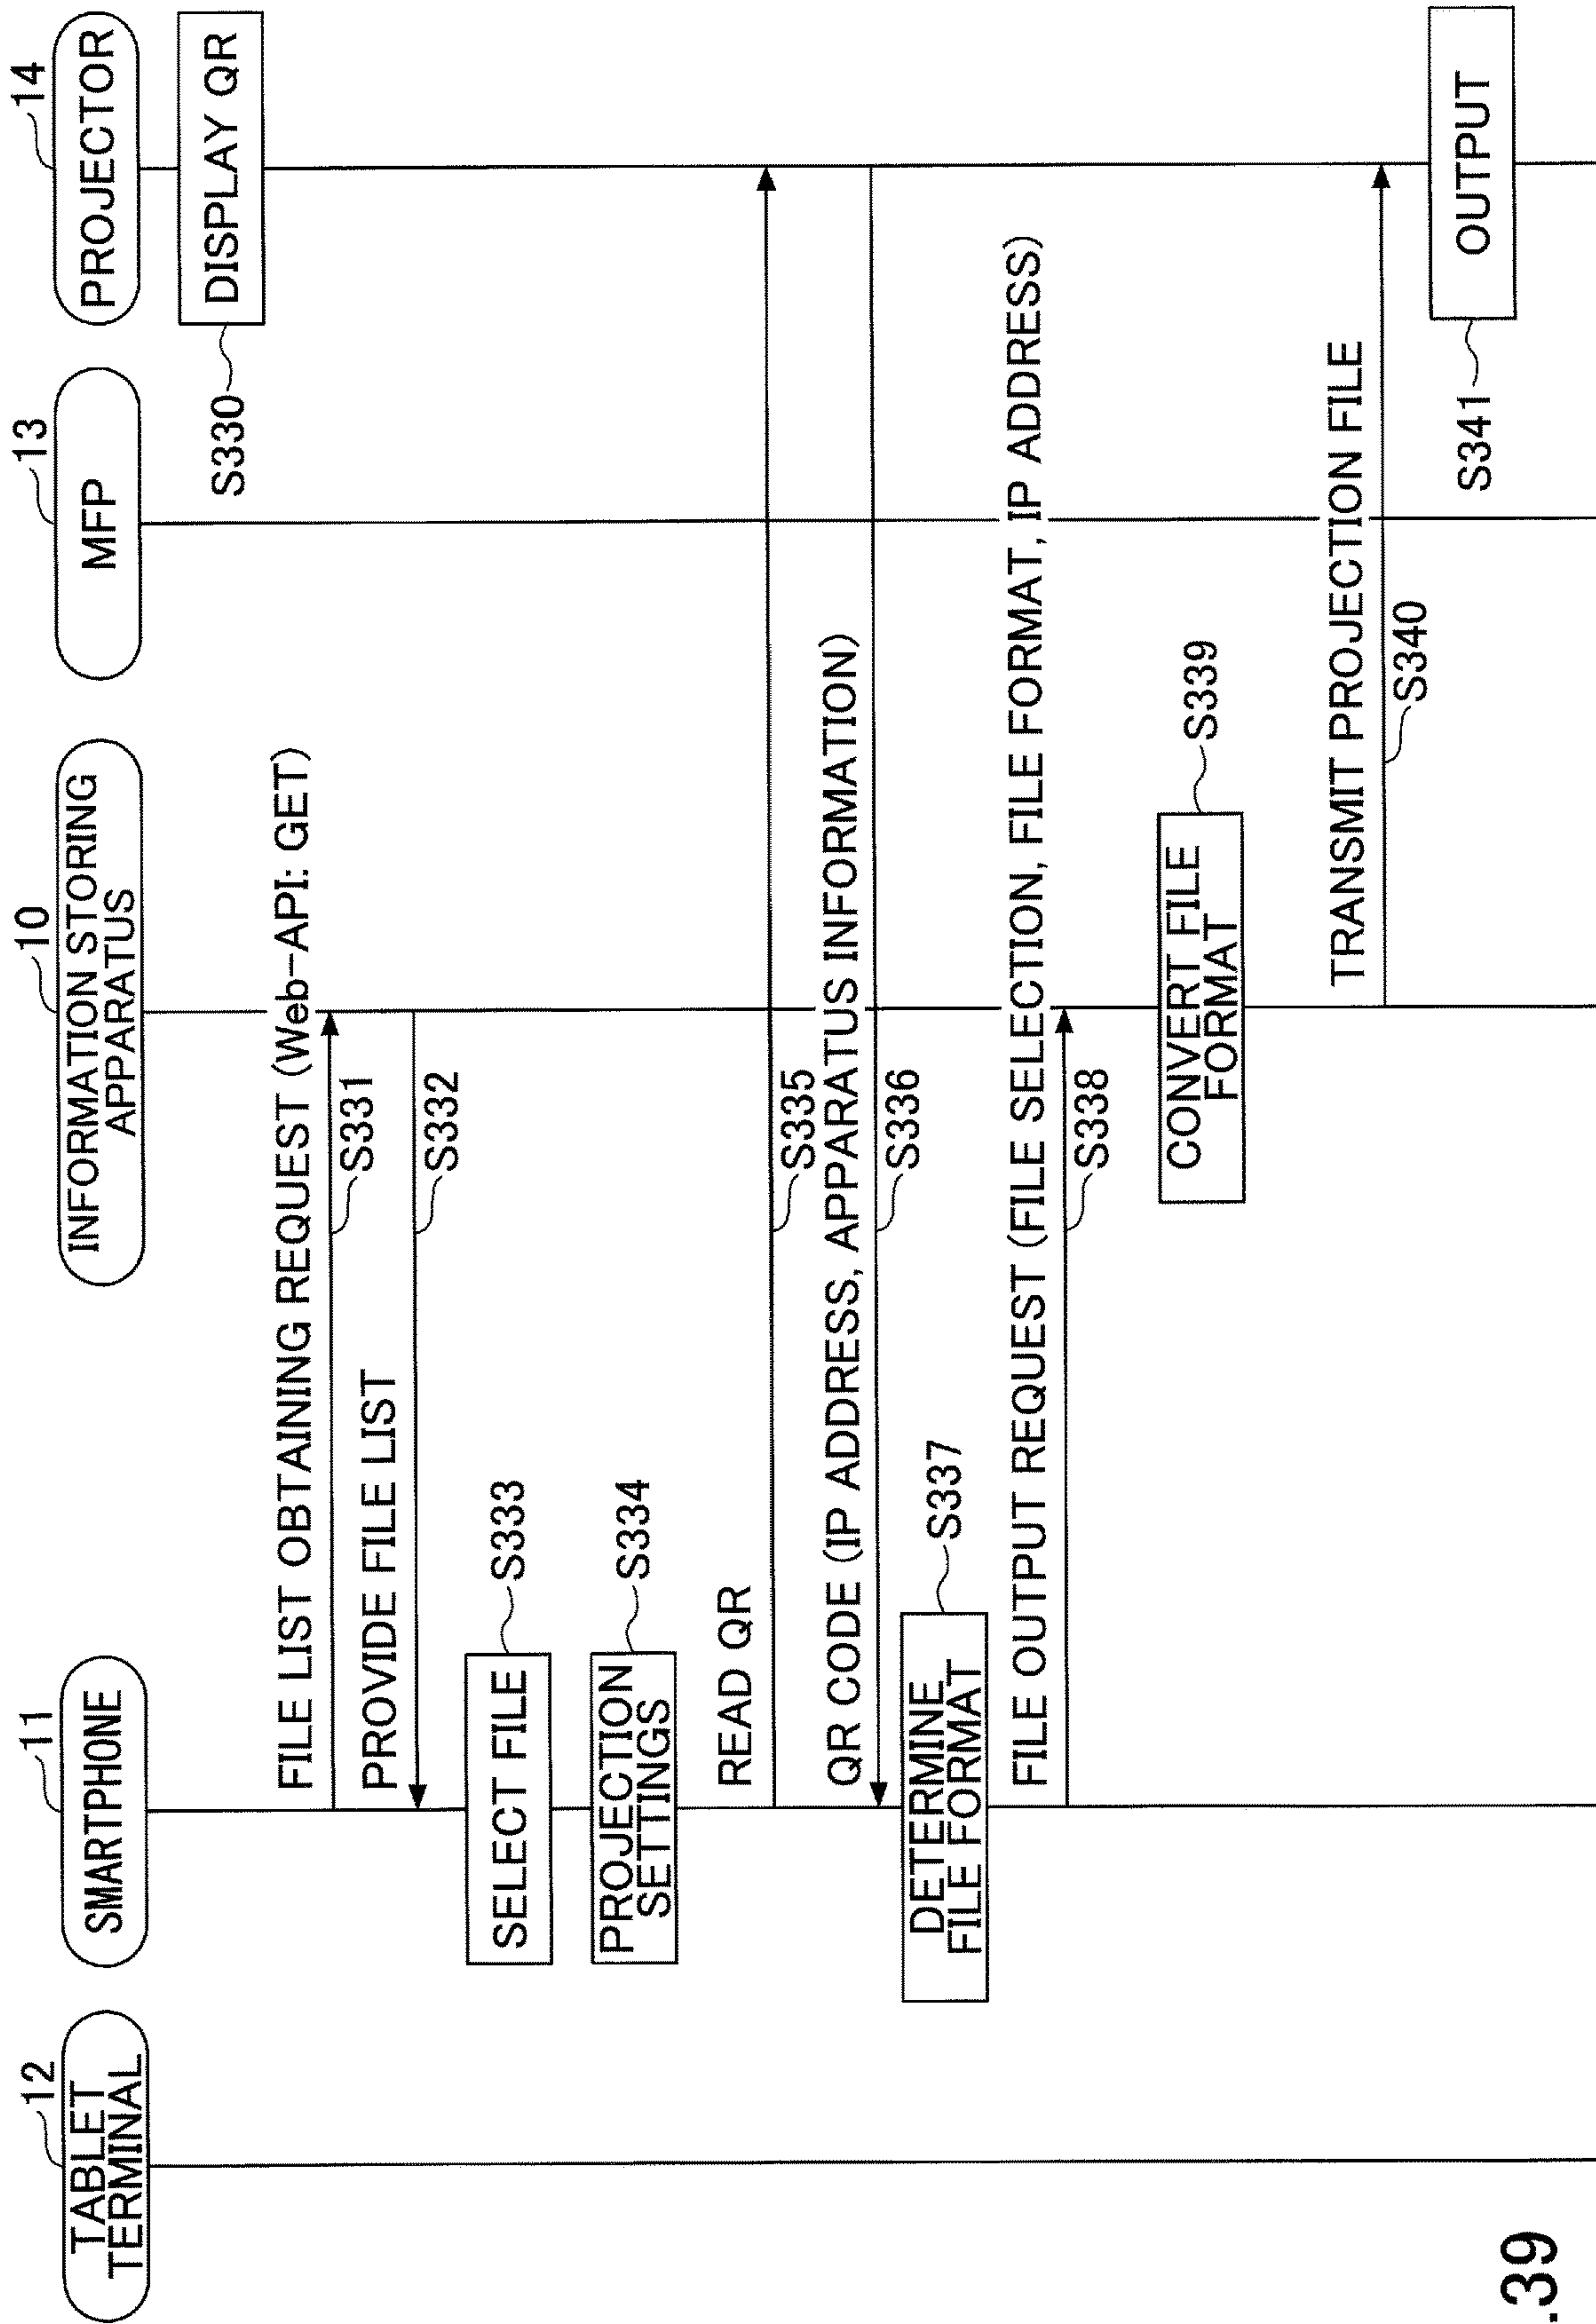 12
TABLET
TERMINAL
11
SMARTPHONE
10
INFORMATION STORING
APPARATUS
13
MFP
14
PROJECTOR
DISPLAY QR
S330
FILE LIST OBTAINING REQUEST (Web-API: GET)
S331
PROVIDE FILE LIST
S332
SELECT FILE
S333
PROJECTION
SETTINGS
S334
READ QR
S335
QR CODE (IP ADDRESS, APPARATUS INFORMATION)
S336
DETERMINE
FILE FORMAT
S337
FILE OUTPUT REQUEST (FILE SELECTION, FILE FORMAT, IP ADDRESS)
S338
CONVERT FILE
FORMAT
S339
TRANSMIT PROJECTION FILE
S340
OUTPUT
S341
.39